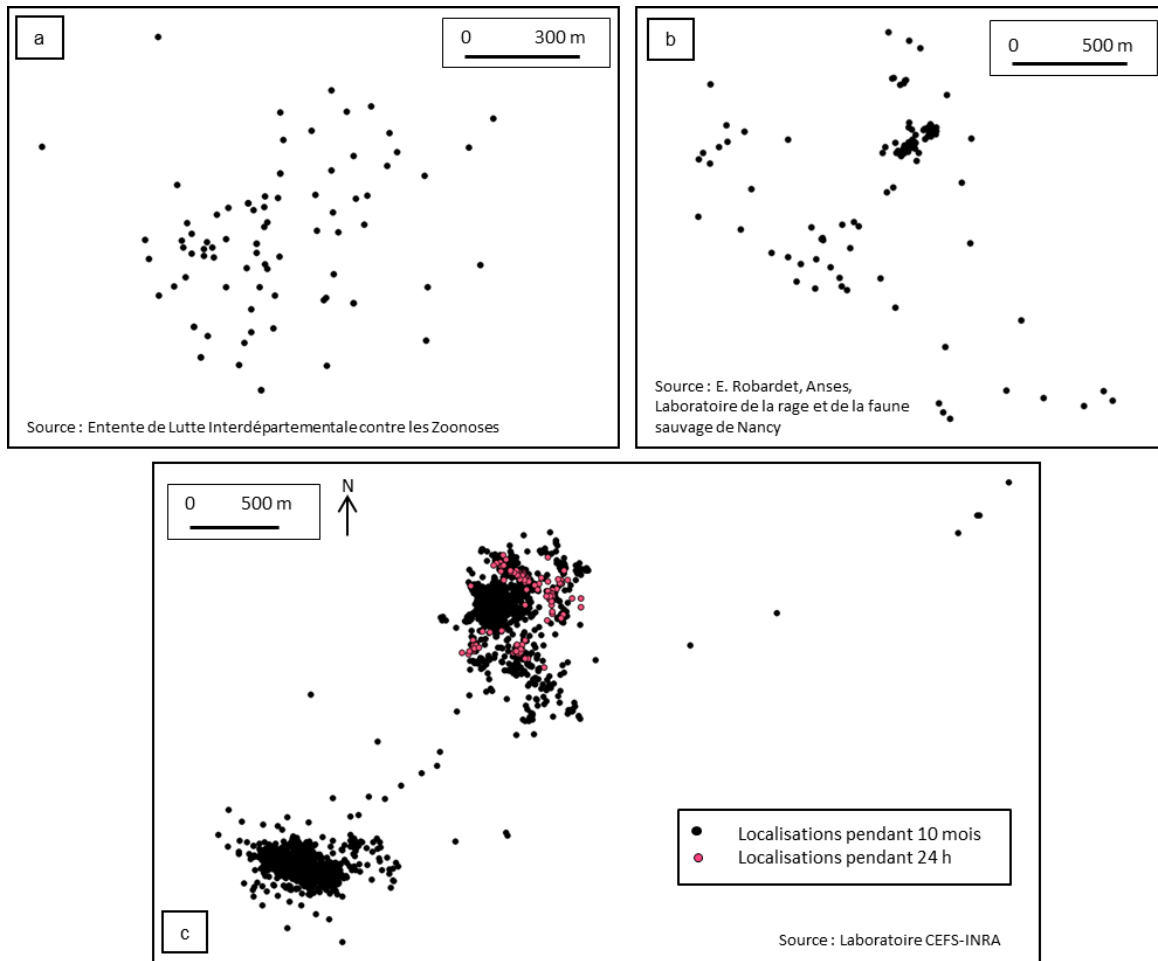 a
0 300 m
Source : Entente de Lutte Interdépartementale contre les Zoonoses
b
0 500 m
Source : E. Robardet, Anses,
Laboratoire de la rage et de la faune
sauvage de Nancy
0 500 m
N
Localisations pendant 10 mois
Localisations pendant 24 h
c
Source : Laboratoire CEFS-INRA